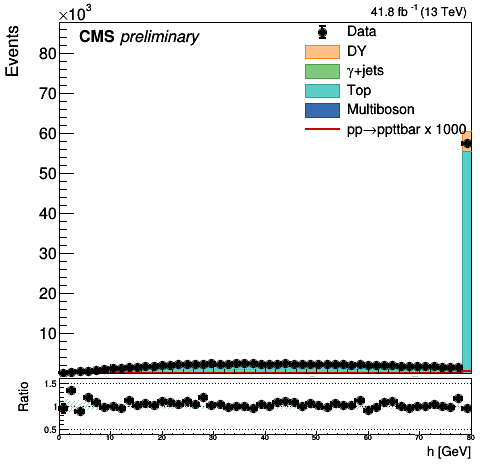 ×10³
41.8 fb⁻¹ (13 TeV)
CMS preliminary
Events
Data
DY
γ+jets
Top
Multiboson
pp→ppttbar x 1000
80
70
60
50
40
30
20
10
Ratio
1.5
1
0.5
0 10 20 30 40 50 60 70 80
h [GeV]